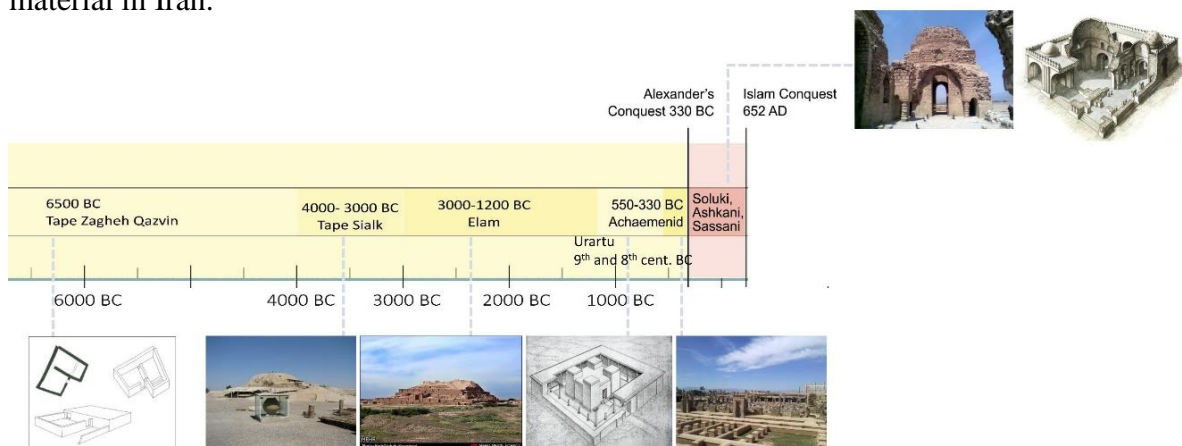 material in Iran.
Alexander's
Conquest 330 BC
Islam Conquest
652 AD
6500 BC
Tape Zagheh Qazvin
4000- 3000 BC
Tape Sialk
3000-1200 BC
Elam
550-330 BC
Achaemenid
Soluki,
Ashkani,
Sassani
Urartu
9th and 8th cent. BC
6000 BC
4000 BC
3000 BC
2000 BC
1000 BC